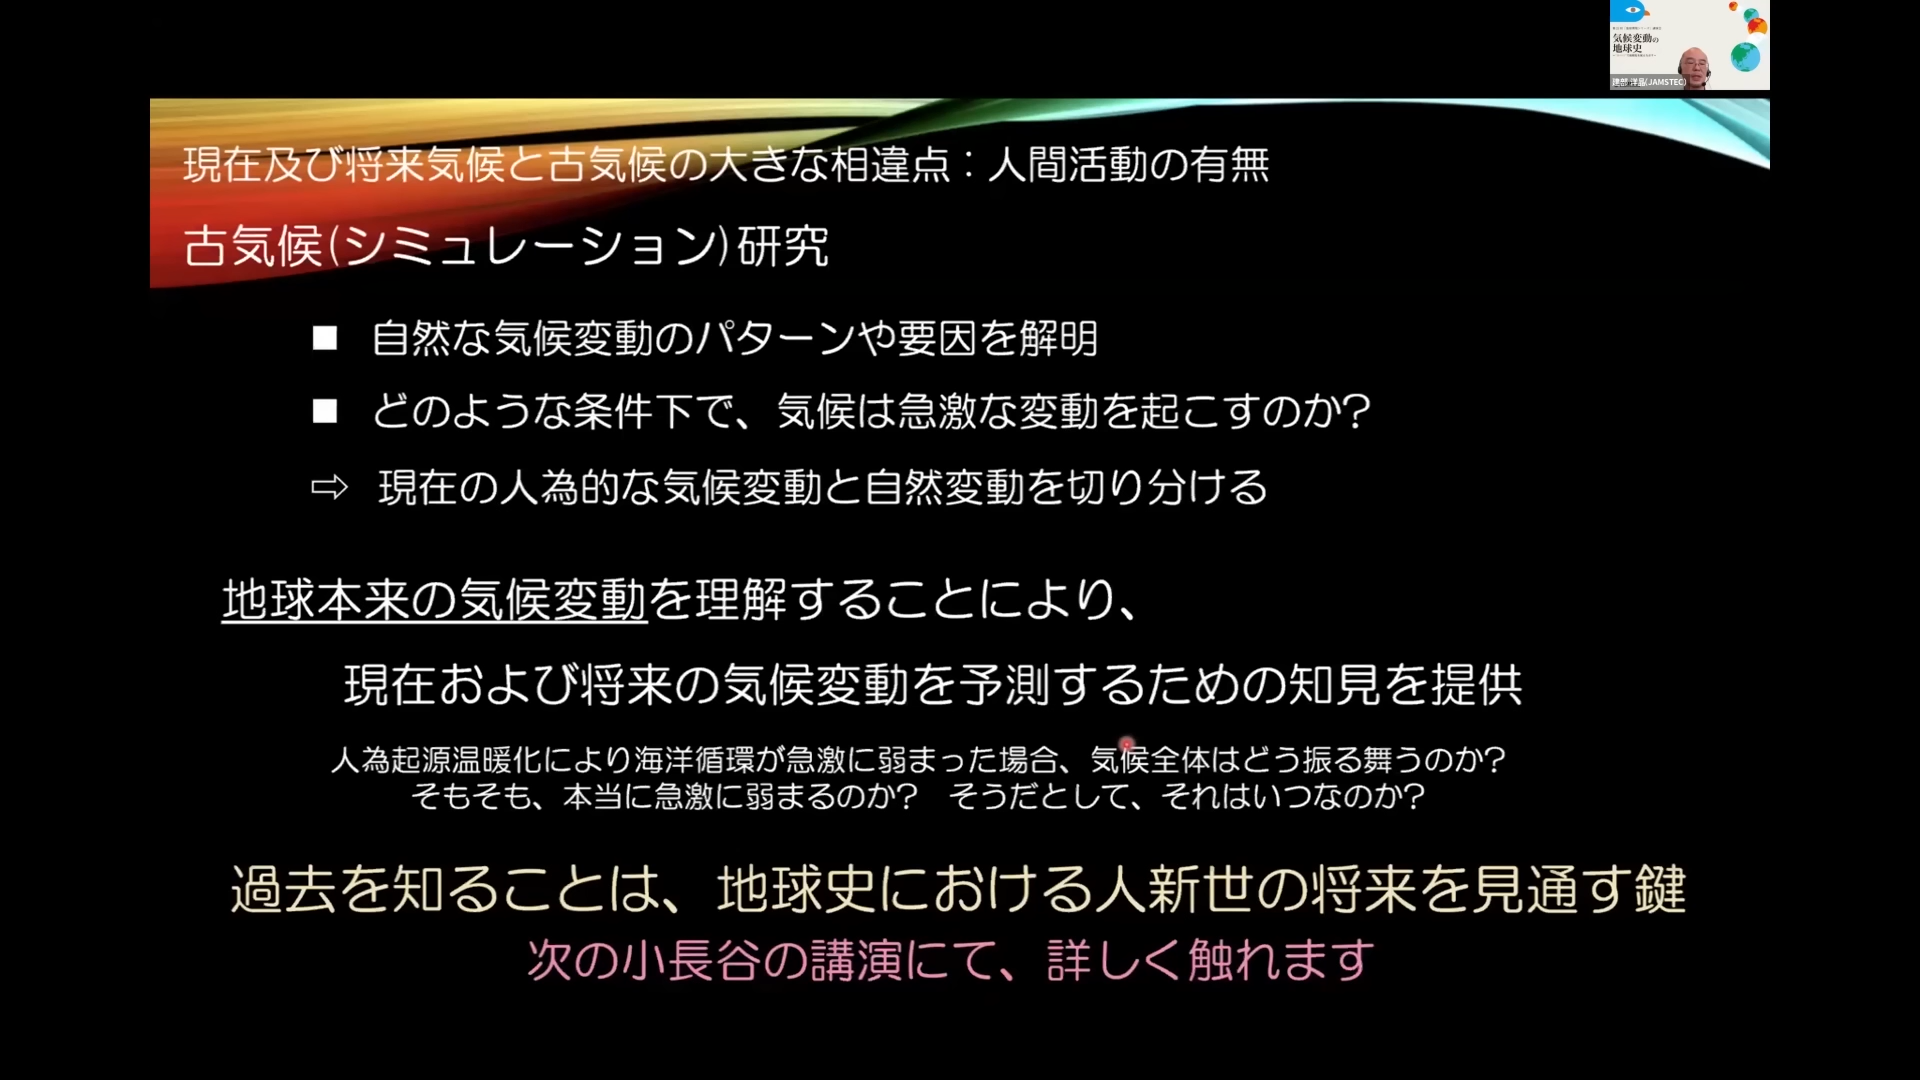 気候変動の
地球史
建部 洋晶(JAMSTEC)
現在及び将来気候と古気候の大きな相違点：人間活動の有無
古気候(シミュレーション)研究
■ 自然な気候変動のパターンや要因を解明
■ どのような条件下で、気候は急激な変動を起こすのか?
⇨ 現在の人為的な気候変動と自然変動を切り分ける
地球本来の気候変動を理解することにより、
現在および将来の気候変動を予測するための知見を提供
人為起源温暖化により海洋循環が急激に弱まった場合、気候全体はどう振る舞うのか?
そもそも、本当に急激に弱まるのか? そうだとして、それはいつなのか?
過去を知ることは、地球史における人新世の将来を見通す鍵
次の小長谷の講演にて、詳しく触れます